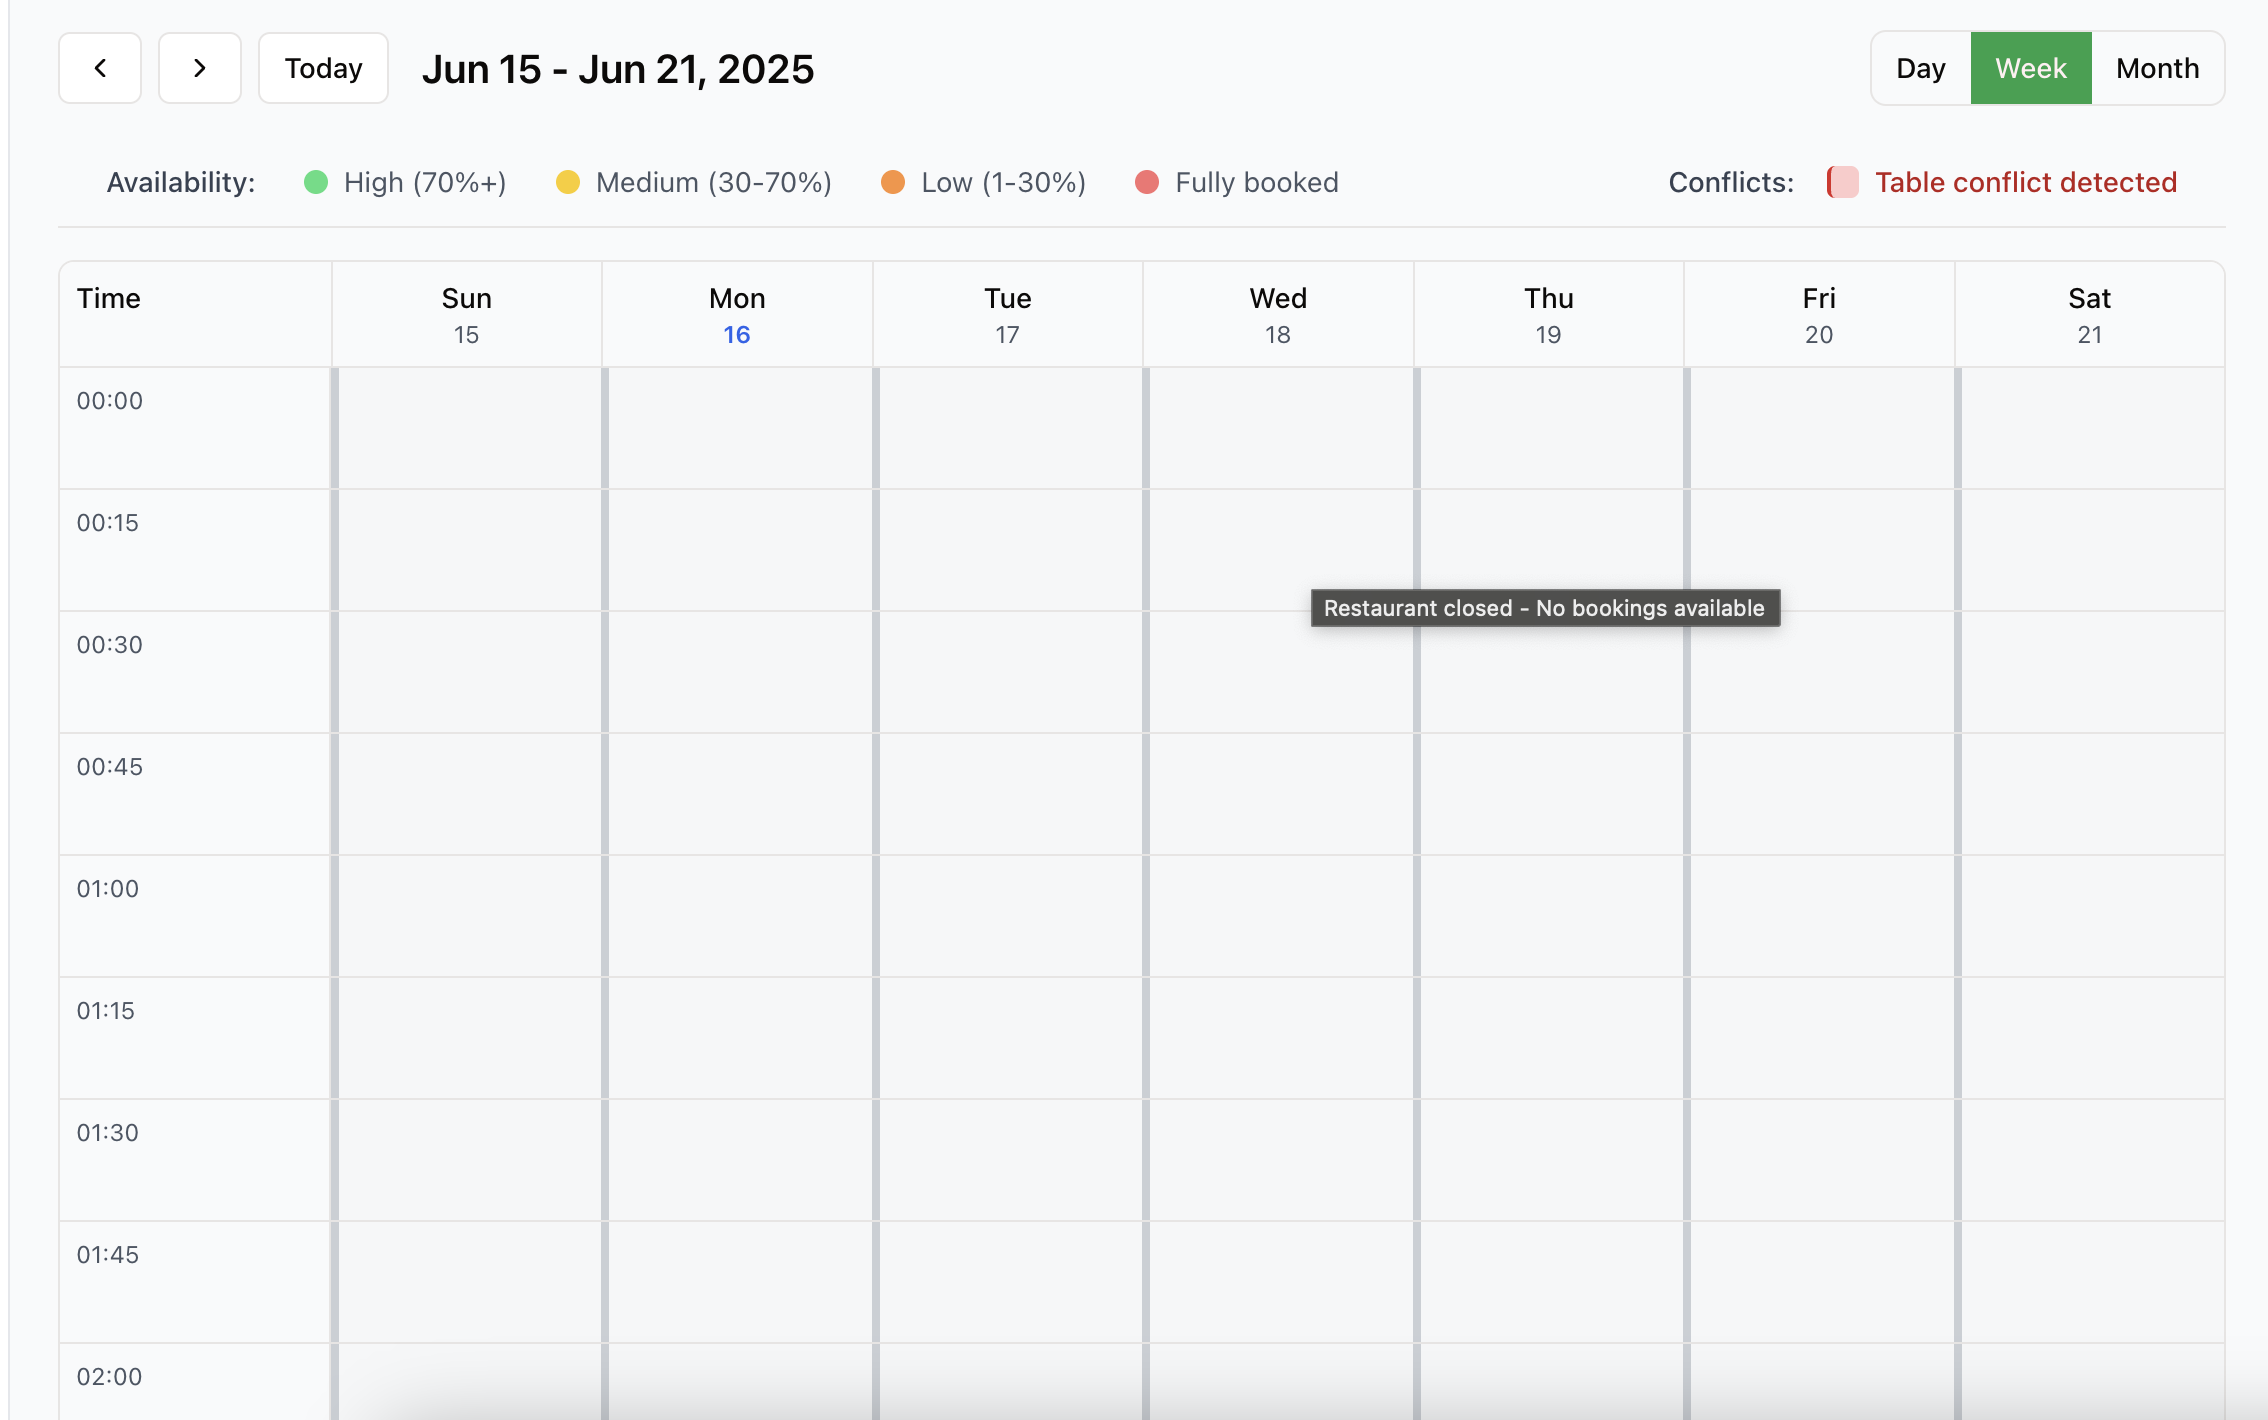 Today
Jun 15 - Jun 21, 2025
Day
Week
Month
Availability:
High (70%+)
Medium (30-70%)
Low (1-30%)
Fully booked
Conflicts:
Table conflict detected
Time
Sun
15
Mon
16
Tue
17
Wed
18
Thu
19
Fri
20
Sat
21
00:00
00:15
Restaurant closed - No bookings available
00:30
00:45
01:00
01:15
01:30
01:45
02:00